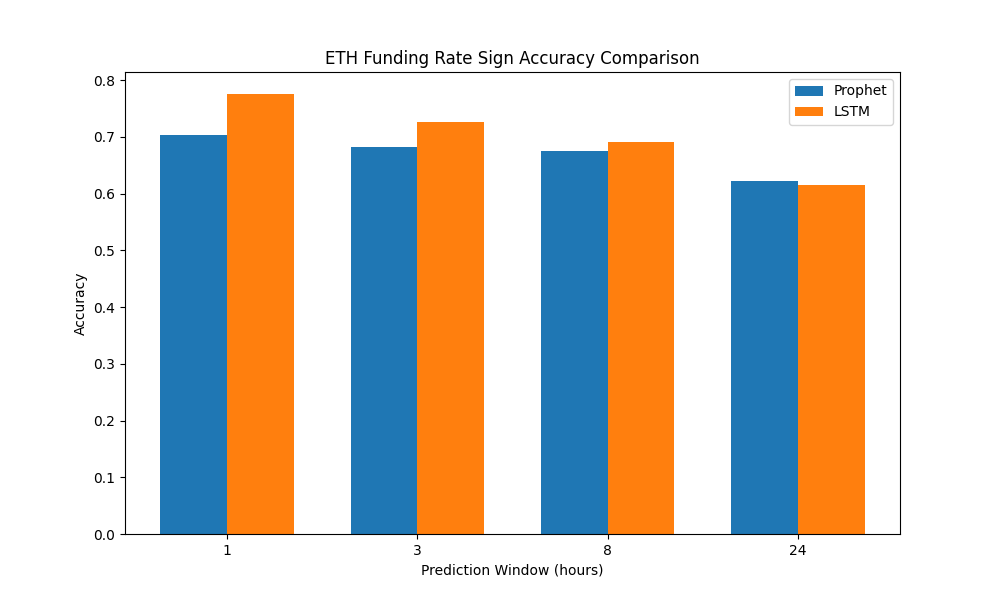 ETH Funding Rate Sign Accuracy Comparison
Prophet
LSTM
Accuracy
0.8
0.7
0.6
0.5
0.4
0.3
0.2
0.1
0.0
1 3 8 24
Prediction Window (hours)